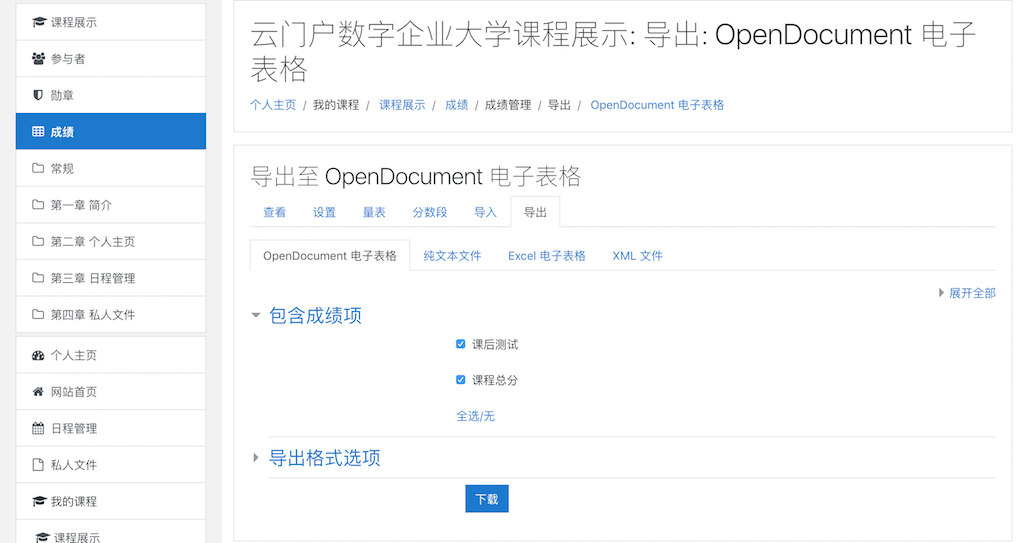 课程展示
参与者
勋章
成绩
常规
第一章 简介
第二章 个人主页
第三章 日程管理
第四章 私人文件
个人主页
网站首页
日程管理
私人文件
我的课程
课程展示
云门户数字企业大学课程展示: 导出: OpenDocument 电子
表格
个人主页 / 我的课程 / 课程展示 / 成绩 / 成绩管理 / 导出 / OpenDocument 电子表格
导出至 OpenDocument 电子表格
查看 设置 量表 分数段 导入 导出
OpenDocument 电子表格 纯文本文件 Excel 电子表格 XML 文件
展开全部
包含成绩项
课后测试
课程总分
全选/无
导出格式选项
下载